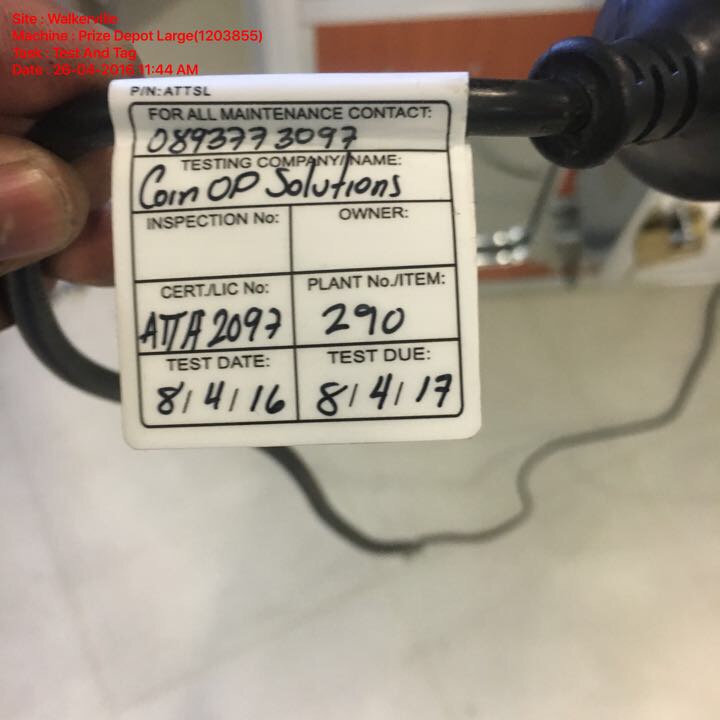 Site : Walkerville
Machine : Prize Depot Large(1203855)
Task : Test And Tag
Date : 26-04-2016 11:44 AM
P/N: ATTSL
FOR ALL MAINTENANCE CONTACT:
0893773097
TESTING COMPANY/NAME:
Coin OP Solutions
INSPECTION No: OWNER:
CERT./LIC No: PLANT No./ITEM:
ATTA2097 290
TEST DATE: TEST DUE:
8/4/16 8/4/17